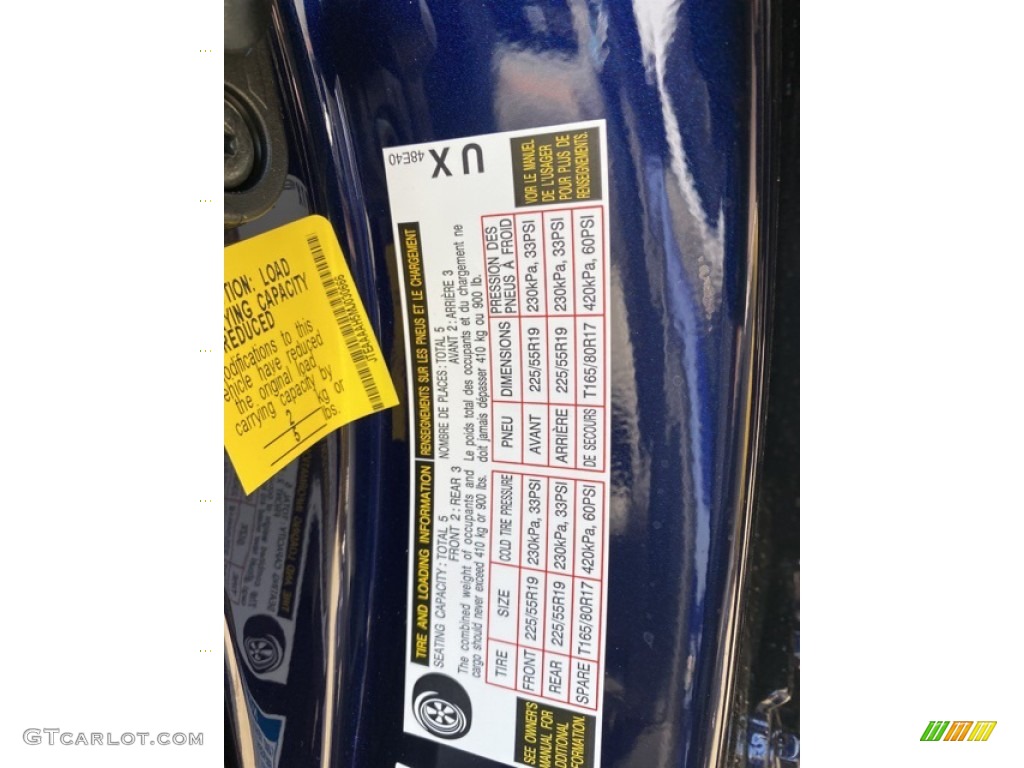 UX
48E40
TIRE AND LOADING INFORMATION
RENSEIGNEMENTS SUR LES PNEUS ET LE CHARGEMENT
SEATING CAPACITY : TOTAL 5
FRONT 2 : REAR 3
NOMBRE DE PLACES : TOTAL 5
AVANT 2 : ARRIÈRE 3
The combined weight of occupants and
cargo should never exceed 410 kg or 900 lbs.
Le poids total des occupants et du chargement ne
doit jamais dépasser 410 kg ou 900 lb.
TIRE SIZE COLD TIRE PRESSURE
FRONT 225/55R19 230kPa, 33PSI
REAR 225/55R19 230kPa, 33PSI
SPARE T165/80R17 420kPa, 60PSI
PNEU DIMENSIONS PRESSION DES PNEUS À FROID
AVANT 225/55R19 230kPa, 33PSI
ARRIÈRE 225/55R19 230kPa, 33PSI
DE SECOURS T165/80R17 420kPa, 60PSI
SEE OWNER'S
MANUAL FOR
ADDITIONAL
FORMATION.
VOIR LE MANUEL
DE L'USAGER
POUR PLUS DE
RENSEIGNEMENTS.
TION: LOAD
YING CAPACITY
REDUCED
odifications to this
ehicle have reduced
the original load
carrying capacity by
2 kg or
5 lbs.
GTCARLOT.COM